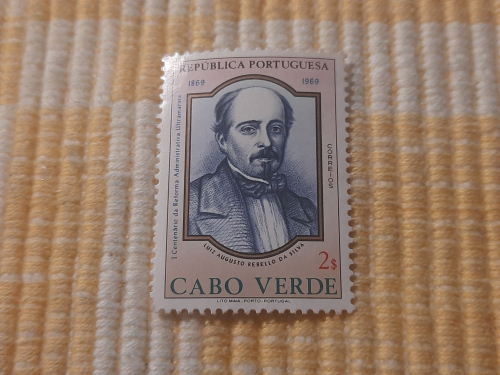 REPÚBLICA PORTUGUESA
1869 1969
I Centenário da Reforma Administrativa Ultramarina
CORREIOS
LUIZ AUGUSTO REBELLO DA SILVA
2$
CABO VERDE
LITO MAIA - PORTO - PORTUGAL